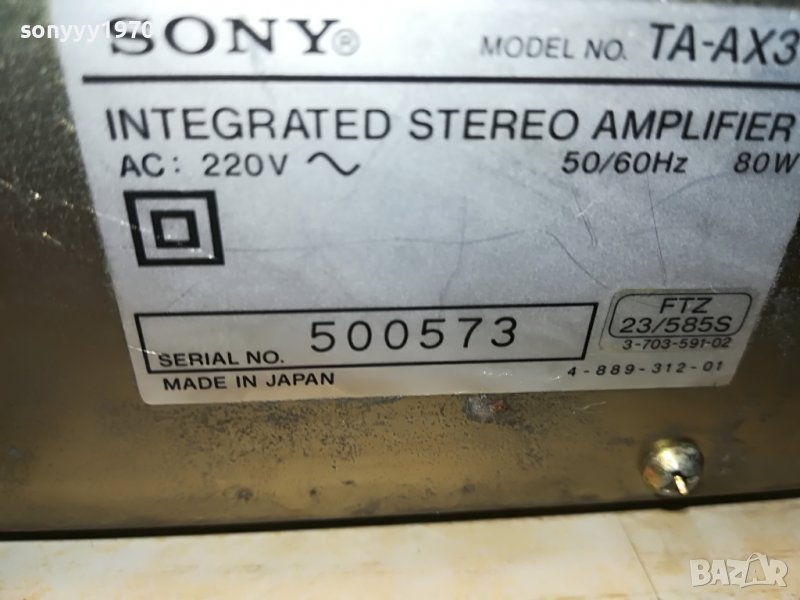 sonyyy1970
SONY® MODEL NO. TA-AX3
INTEGRATED STEREO AMPLIFIER
AC: 220V ~ 50/60Hz 80W
SERIAL NO. 500573
FTZ
23/585S
3-703-591-02
MADE IN JAPAN
4-889-312-01
BAZAR